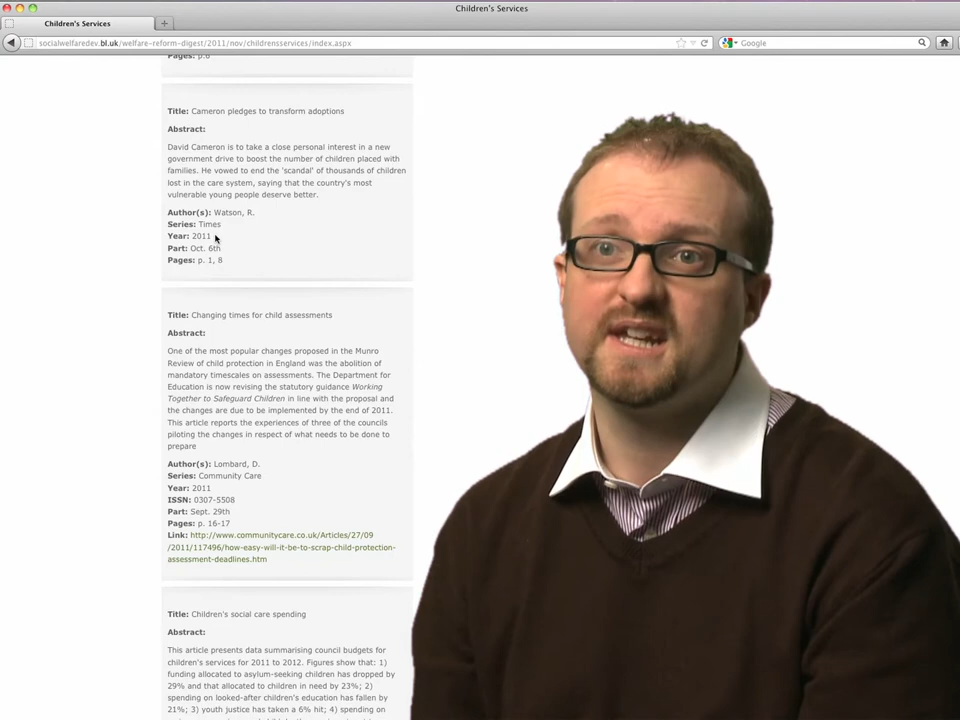 Children's Services
Children's Services
socialwelfaredev.bl.uk/welfare-reform-digest/2011/nov/childrensservices/index.aspx
Google
Pages: p.6
Title: Cameron pledges to transform adoptions
Abstract:
David Cameron is to take a close personal interest in a new
government drive to boost the number of children placed with
families. He vowed to end the 'scandal' of thousands of children
lost in the care system, saying that the country's most
vulnerable young people deserve better.
Author(s): Watson, R.
Series: Times
Year: 2011
Part: Oct. 6th
Pages: p. 1, 8
Title: Changing times for child assessments
Abstract:
One of the most popular changes proposed in the Munro
Review of child protection in England was the abolition of
mandatory timescales on assessments. The Department for
Education is now revising the statutory guidance Working
Together to Safeguard Children in line with the proposal and
the changes are due to be implemented by the end of 2011.
This article reports the experiences of three of the councils
piloting the changes in respect of what needs to be done to
prepare
Author(s): Lombard, D.
Series: Community Care
Year: 2011
ISSN: 0307-5508
Part: Sept. 29th
Pages: p. 16-17
Link: http://www.communitycare.co.uk/Articles/27/09
/2011/117496/how-easy-will-it-be-to-scrap-child-protection-
assessment-deadlines.htm
Title: Children's social care spending
Abstract:
This article presents data summarising council budgets for
children's services for 2011 to 2012. Figures show that: 1)
funding allocated to asylum-seeking children has dropped by
29% and that allocated to children in need by 23%; 2)
spending on looked-after children's education has fallen by
21%; 3) youth justice has taken a 6% hit; 4) spending on